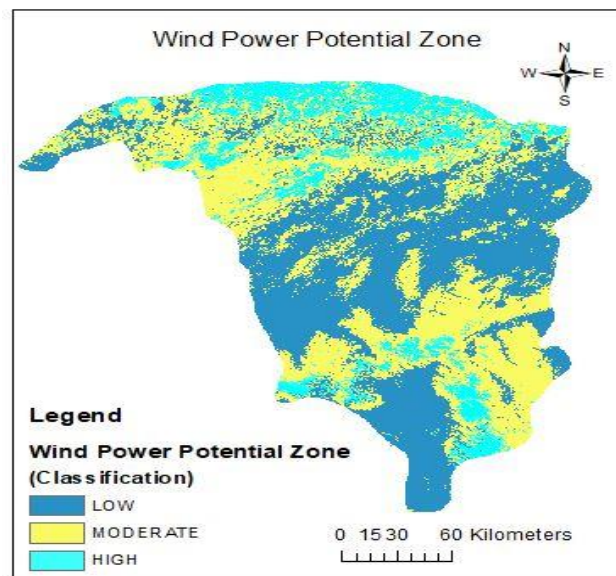 Wind Power Potential Zone
N
W E
S
Legend
Wind Power Potential Zone
(Classification)
LOW
MODERATE
HIGH
0 15 30 60 Kilometers